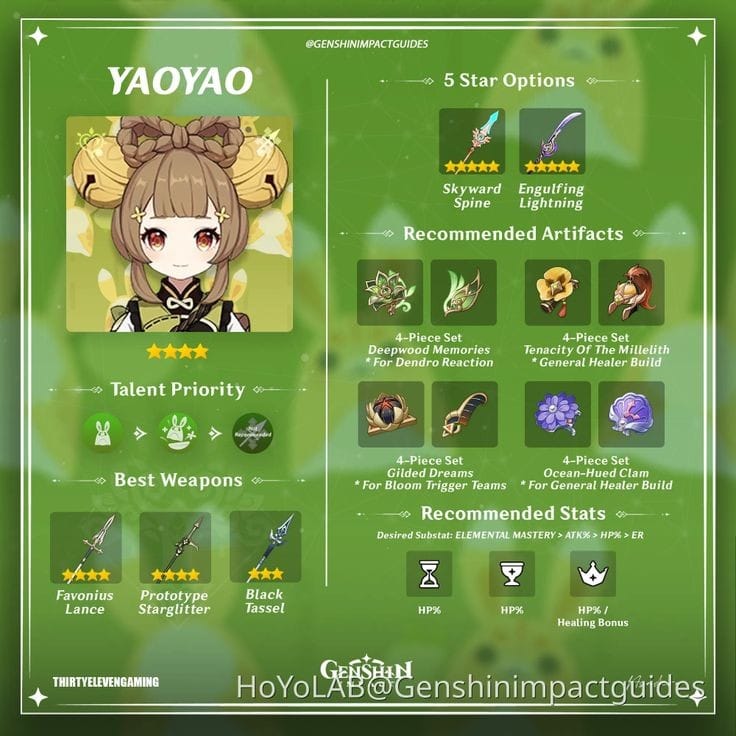 @GENSHINIMPACTGUIDES
YAOYAO
Talent Priority
Not
Recommended
Best Weapons
Favonius
Lance
Prototype
Starglitter
Black
Tassel
5 Star Options
Skyward
Spine
Engulfing
Lightning
Recommended Artifacts
4-Piece Set
Deepwood Memories
* For Dendro Reaction
4-Piece Set
Tenacity Of The Millelith
* General Healer Build
4-Piece Set
Gilded Dreams
* For Bloom Trigger Teams
4-Piece Set
Ocean-Hued Clam
* For General Healer Build
Recommended Stats
Desired Substat: ELEMENTAL MASTERY > ATK% > HP% > ER
HP%
HP%
HP% /
Healing Bonus
THIRTYELEVENGAMING
GENSHIN
HoYoLAB@Genshinimpactguides